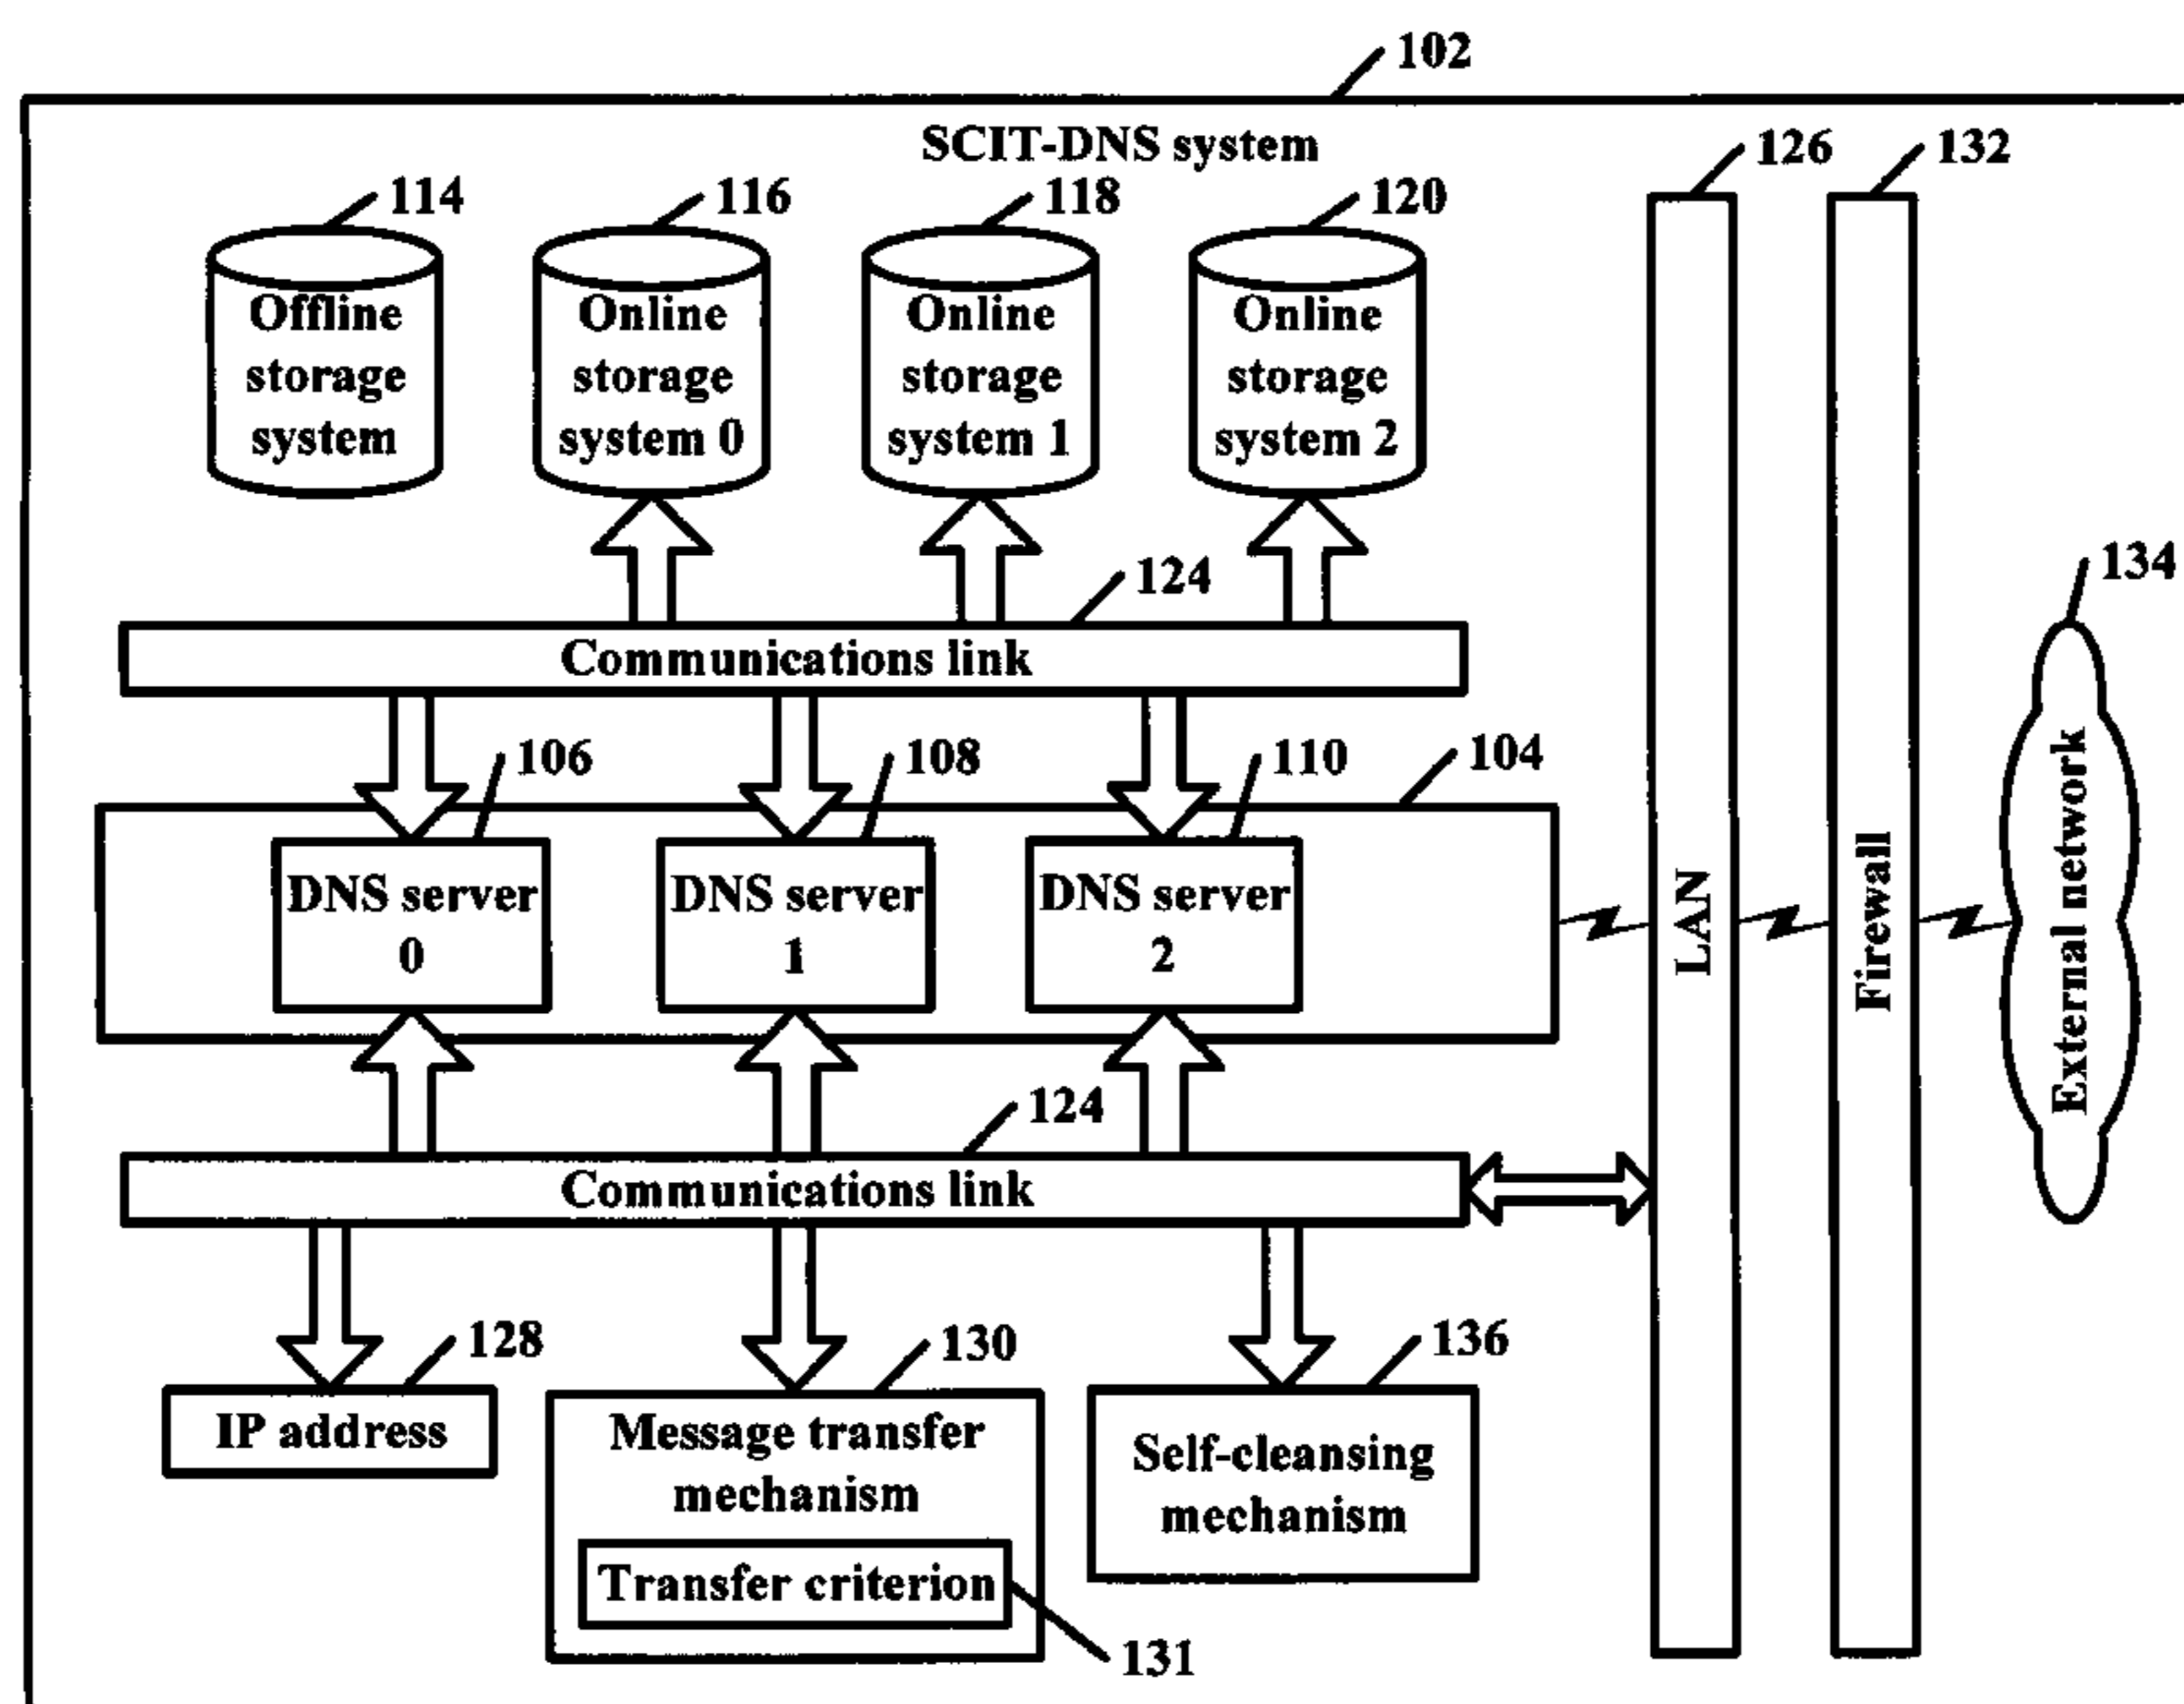 102
SCIT-DNS system
126
132
114
116
118
120
Offline
storage
system
Online
storage
system 0
Online
storage
system 1
Online
storage
system 2
134
124
Communications link
106
108
110
104
DNS server
0
DNS server
1
DNS server
2
LAN
Firewall
External network
124
Communications link
128
130
136
IP address
Message transfer
mechanism
Transfer criterion
Self-cleansing
mechanism
131